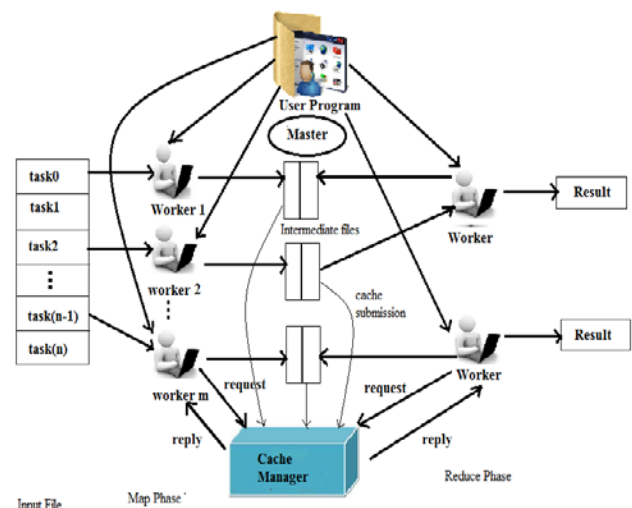 User Program
Master
task0
task1
task2
task(n-1)
task(n)
Worker 1
worker 2
worker m
Intermediate files
cache
submission
Worker
Result
Worker
Result
request
reply
request
reply
Cache
Manager
Input File
Map Phase
Reduce Phase